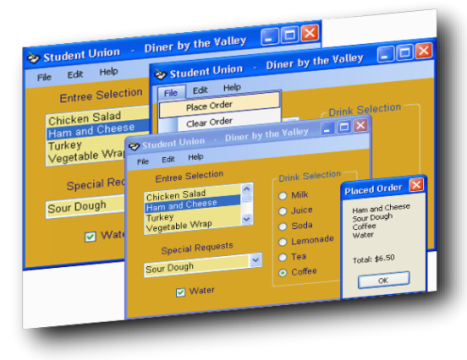 Student Union - Diner by the Valley
File Edit Help
Entree Selection
Chicken Salad
Ham and Cheese
Turkey
Vegetable Wrap
Special Req
Sour Dough
Wate
Student Union - Diner by the Valley
File Edit Help
Place Order
Clear Order
Drink Selection
Student Union - Diner by the Valley
File Edit Help
Entree Selection
Chicken Salad
Ham and Cheese
Turkey
Vegetable Wrap
Special Requests
Sour Dough
Water
Drink Selection
Milk
Juice
Soda
Lemonade
Tea
Coffee
Placed Order
Ham and Cheese
Sour Dough
Coffee
Water
Total: $6.50
OK